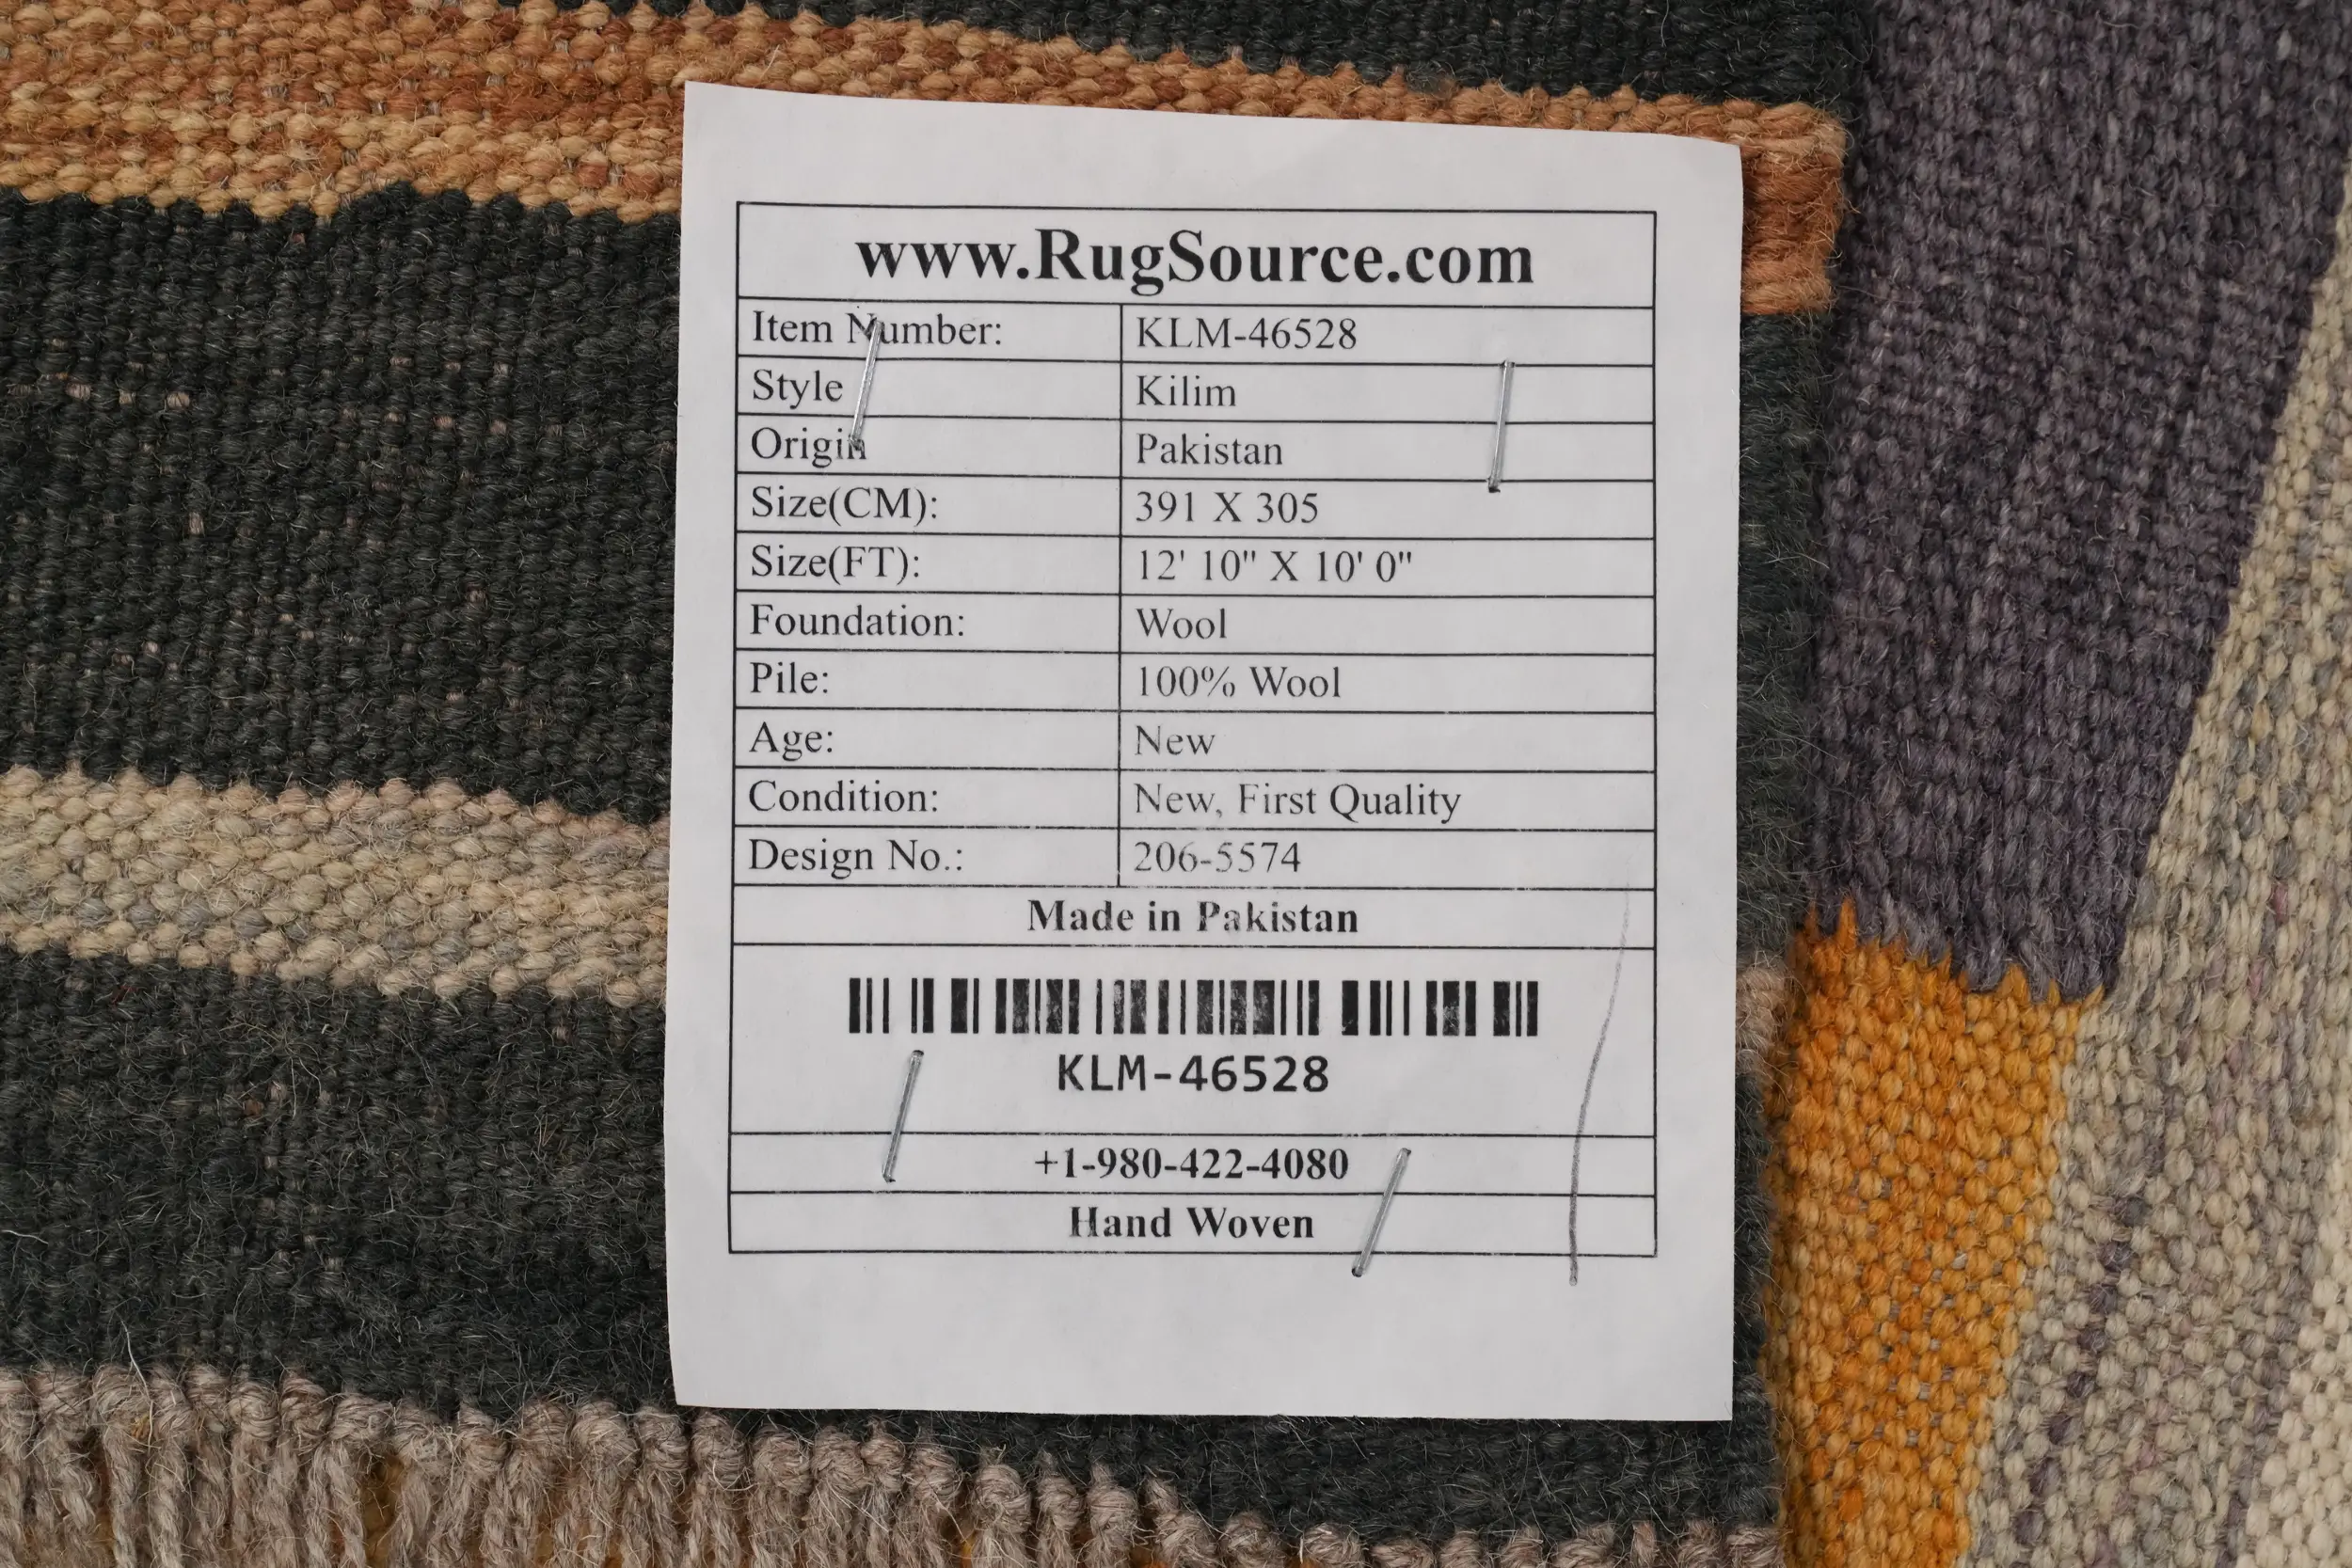 www.RugSource.com
Item Number: KLM-46528
Style Kilim
Origin Pakistan
Size(CM): 391 X 305
Size(FT): 12' 10" X 10' 0"
Foundation: Wool
Pile: 100% Wool
Age: New
Condition: New, First Quality
Design No.: 206-5574
Made in Pakistan
KLM-46528
+1-980-422-4080
Hand Woven